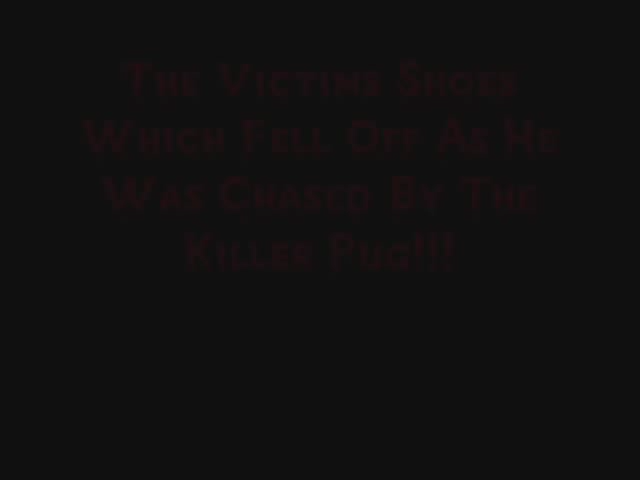 The Victims Shoes
Which Fell Off As He
Was Chased By The
Killer Pug!!!